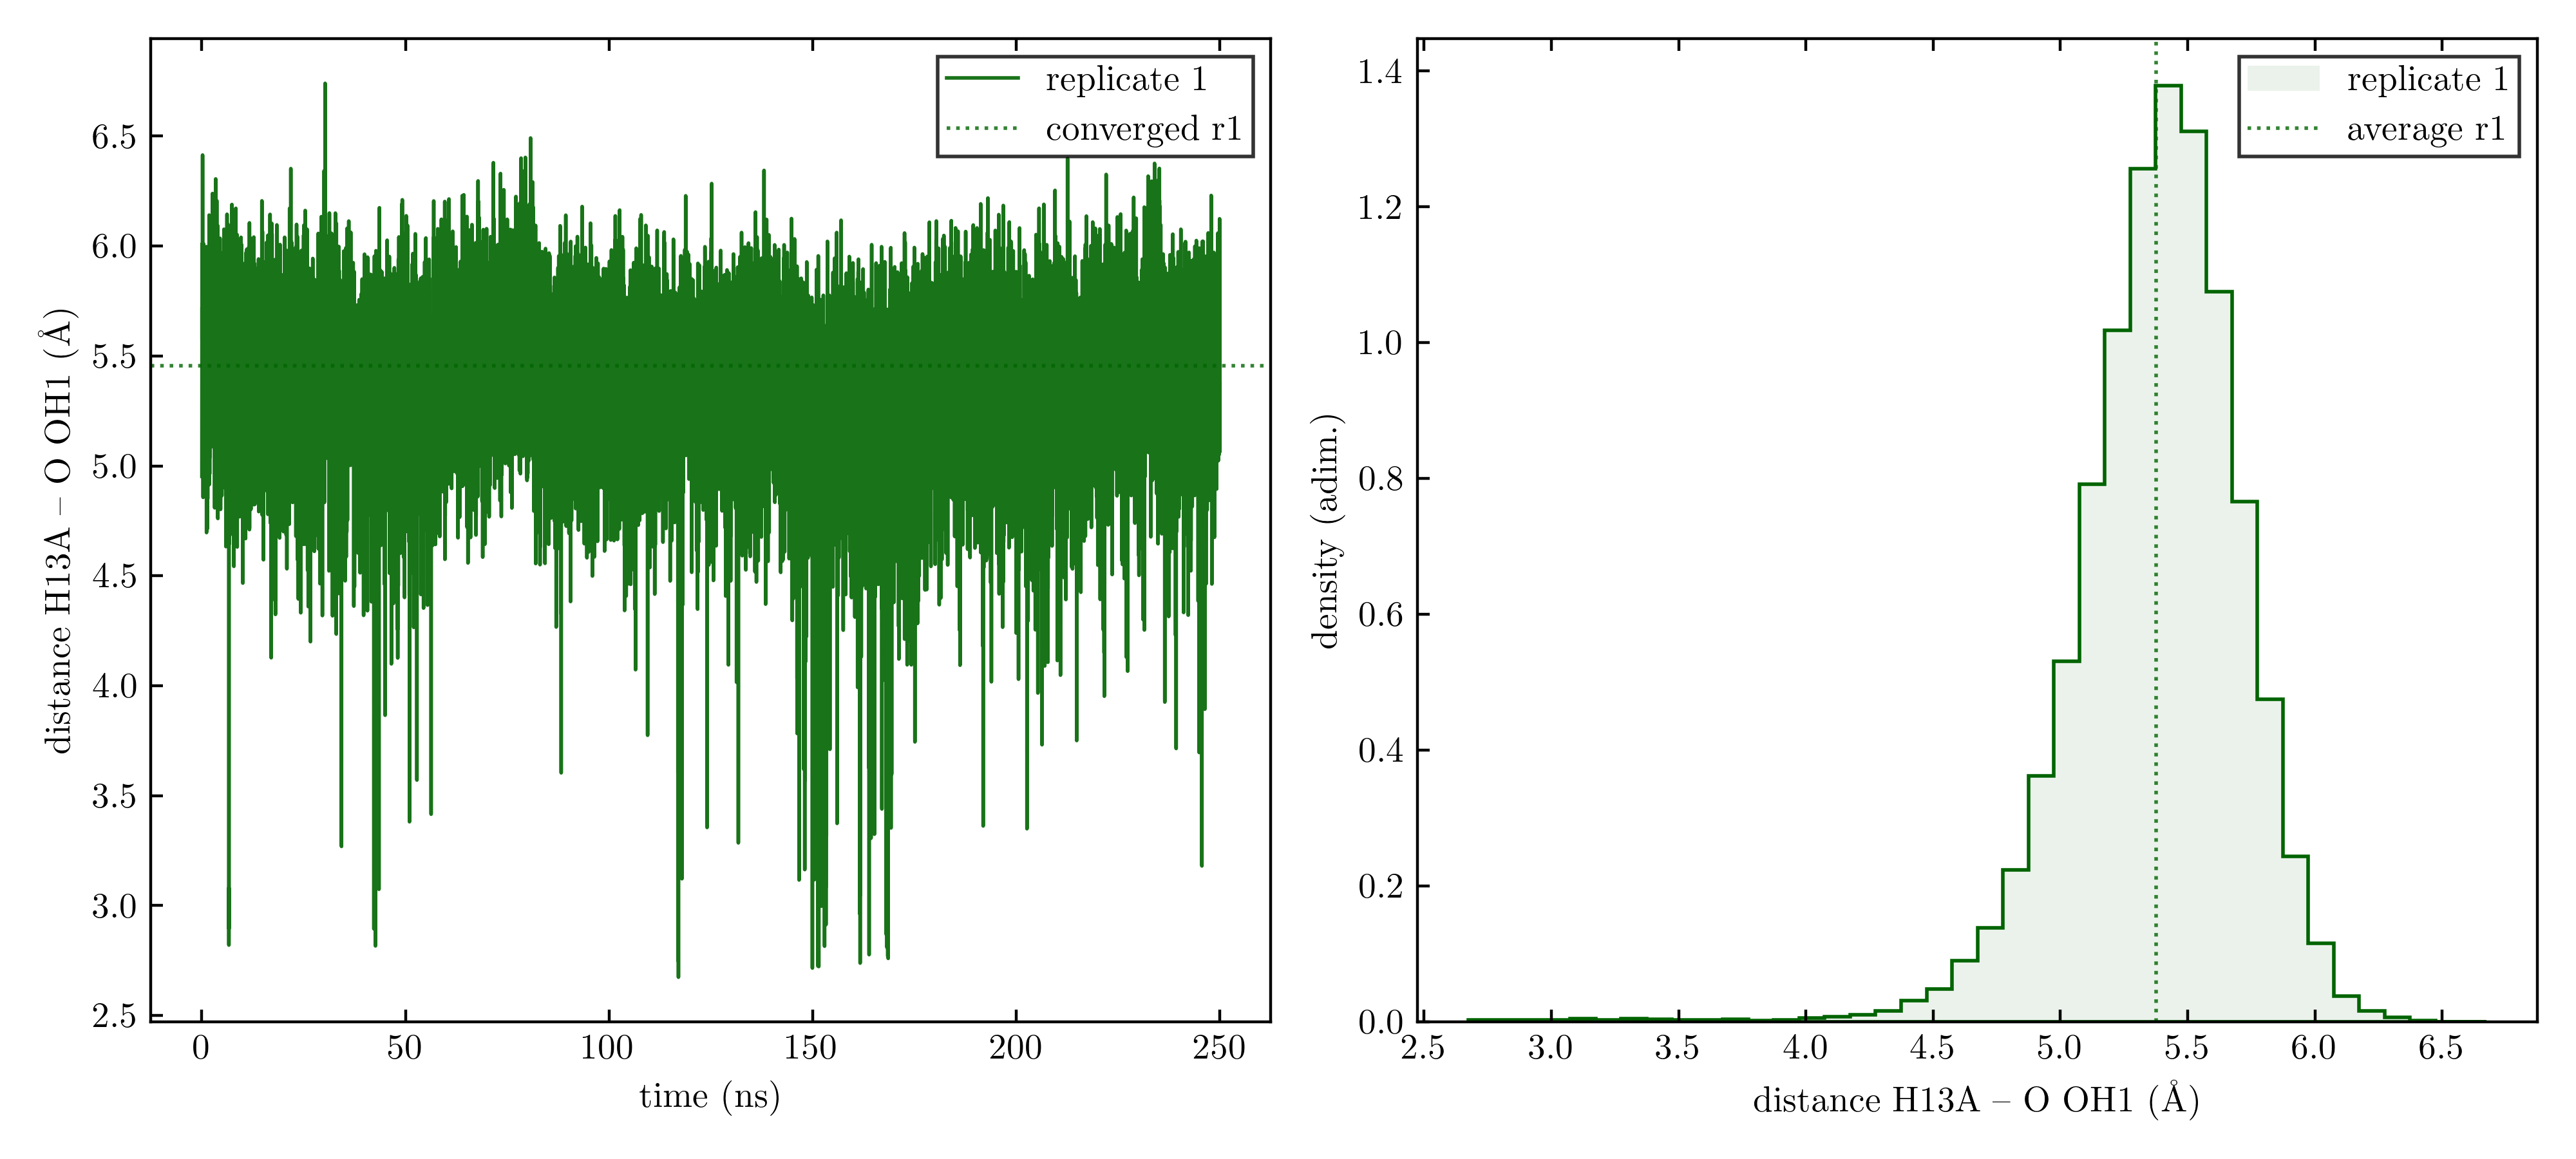 replicate 1
converged r1
6.5
6.0
5.5
5.0
4.5
4.0
3.5
3.0
2.5
distance H13A – O OH1 (Å)
0 50 100 150 200 250
time (ns)
replicate 1
average r1
1.4
1.2
1.0
0.8
0.6
0.4
0.2
0.0
density (adim.)
2.5 3.0 3.5 4.0 4.5 5.0 5.5 6.0 6.5
distance H13A – O OH1 (Å)